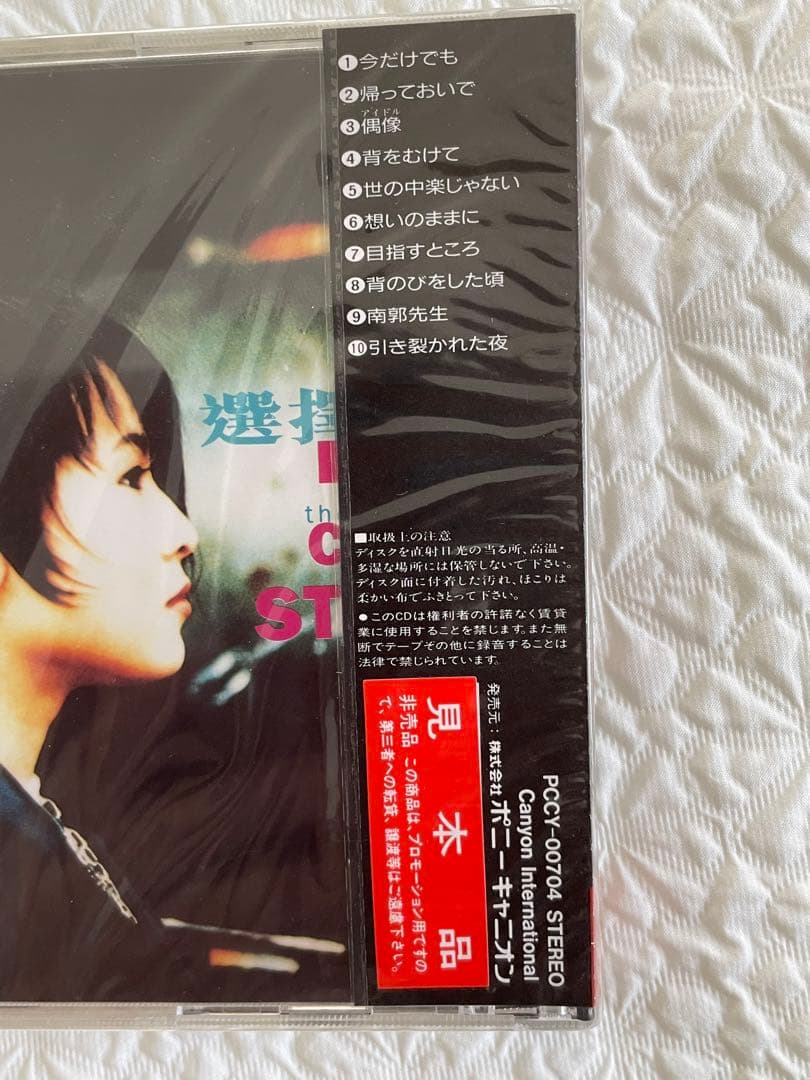 ❶今だけでも
❷帰っておいで
アイドル
❸偶像
❹背をむけて
❺世の中楽じゃない
❻想いのままに
❼目指すところ
❽背のびをした頃
❾南郭先生
❿引き裂かれた夜
選擇
th
ST
■取扱上の注意
ディスクを直射日光の当る所、高温・
多湿な場所には保管しないで下さい。
ディスク面に付着した汚れ、ほこりは
柔かい布でふきとって下さい。
●このCDは権利者の許諾なく賃貸
業に使用することを禁じます。また無
断でテープその他に録音することは
法律で禁じられています。
PCCY-00704 STEREO
Canyon International
発売元：株式会社ポニーキャニオン
見本品
非売品 この商品は、プロモーション用ですの
で、第三者への転貸、譲渡等はご遠慮下さい。